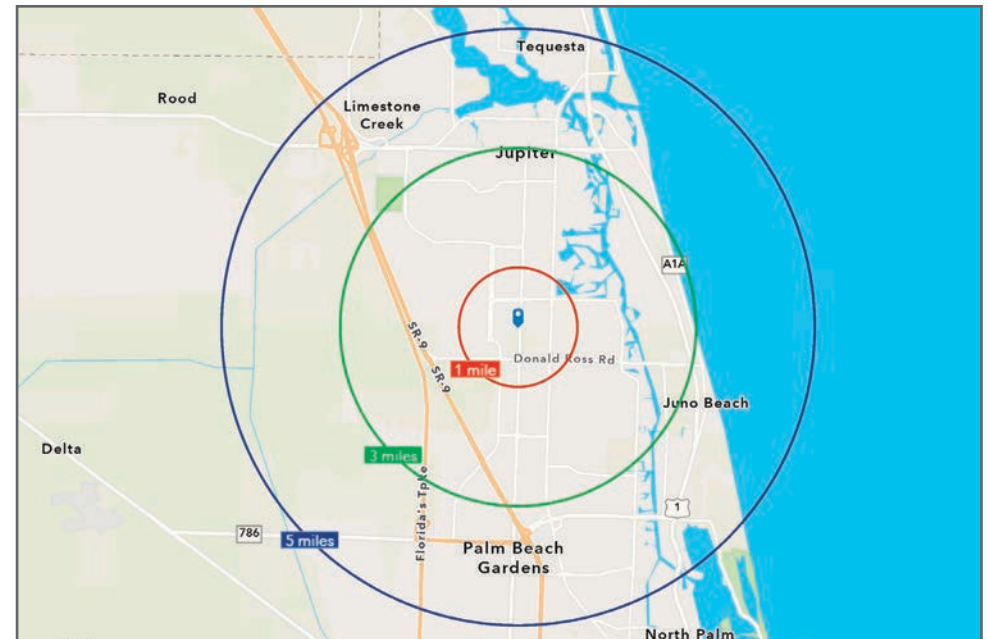 Tequesta
Rood
Limestone
Creek
Jupiter
A1A
SR-9
Donald Ross Rd
1 mile
SR-9
Juno Beach
Delta
3 miles
Florida's Tpke
1
786
5 miles
Palm Beach
Gardens
North Palm